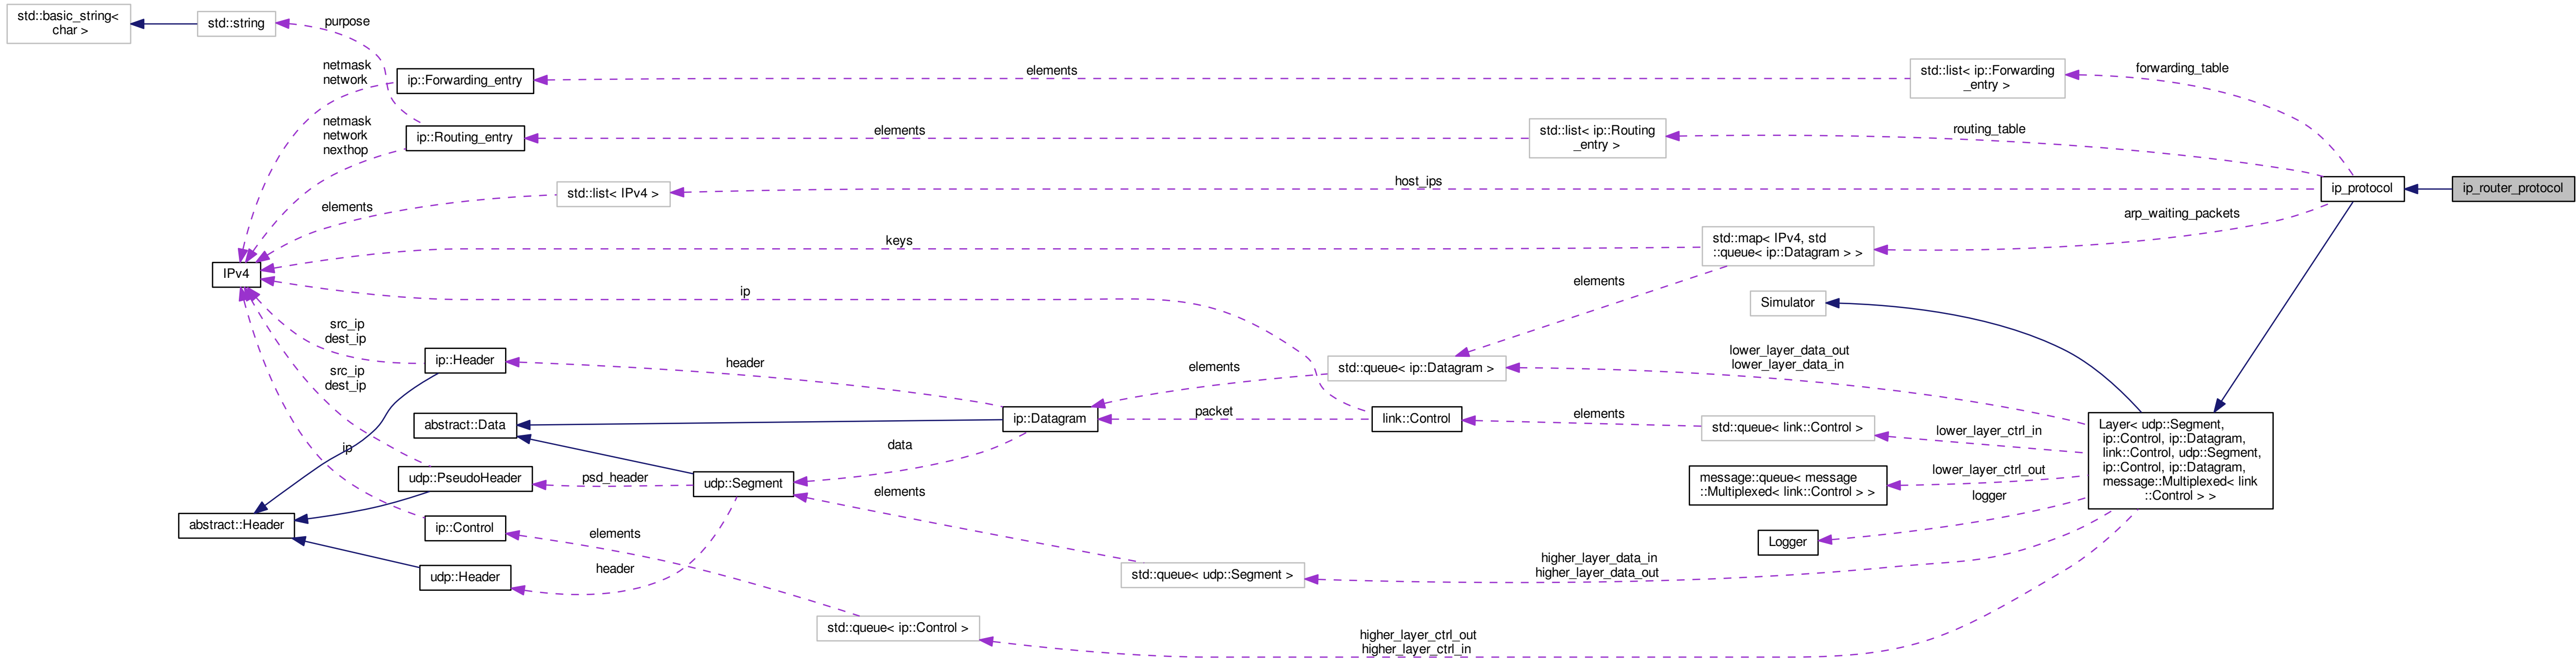 std::basic_string<
char >
std::string
purpose
netmask
network
ip::Forwarding_entry
elements
std::list< ip::Forwarding
_entry >
forwarding_table
netmask
network
nexthop
ip::Routing_entry
elements
std::list< ip::Routing
_entry >
routing_table
elements
std::list< IPv4 >
host_ips
ip_protocol
ip_router_protocol
IPv4
keys
std::map< IPv4, std
::queue< ip::Datagram > >
arp_waiting_packets
elements
ip
Simulator
src_ip
dest_ip
ip::Header
header
elements
std::queue< ip::Datagram >
lower_layer_data_out
lower_layer_data_in
src_ip
dest_ip
abstract::Data
ip::Datagram
packet
link::Control
elements
std::queue< link::Control >
lower_layer_ctrl_in
Layer< udp::Segment,
ip::Control, ip::Datagram,
link::Control, udp::Segment,
ip::Control, ip::Datagram,
message::Multiplexed< link
::Control > >
ip
data
udp::PseudoHeader
psd_header
udp::Segment
elements
message::queue< message
::Multiplexed< link::Control > >
lower_layer_ctrl_out
logger
abstract::Header
ip::Control
elements
Logger
udp::Header
header
std::queue< udp::Segment >
higher_layer_data_in
higher_layer_data_out
std::queue< ip::Control >
higher_layer_ctrl_out
higher_layer_ctrl_in